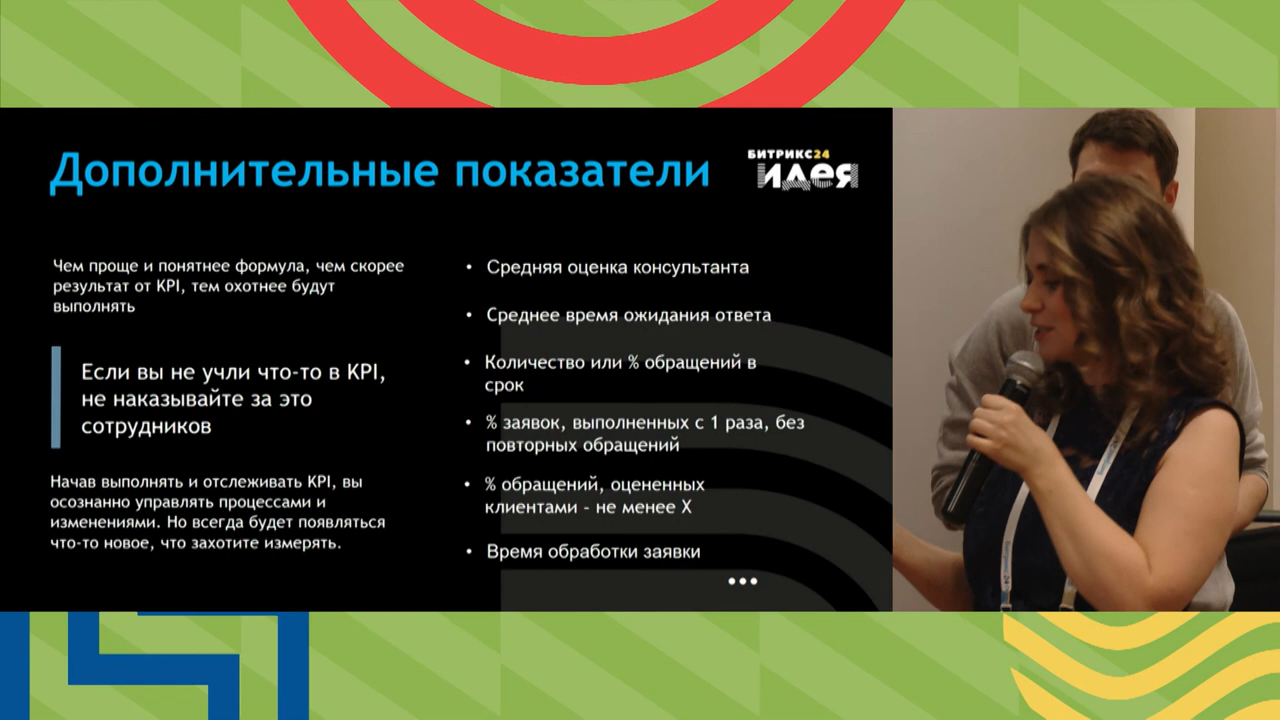 Дополнительные показатели
БИТРИКС24
идея
Чем проще и понятнее формула, чем скорее
результат от KPI, тем охотнее будут
выполнять
Если вы не учли что-то в KPI,
не наказывайте за это
сотрудников
Начав выполнять и отслеживать KPI, вы
осознанно управлять процессами и
изменениями. Но всегда будет появляться
что-то новое, что захотите измерять.
• Средняя оценка консультанта
• Среднее время ожидания ответа
• Количество или % обращений в
срок
• % заявок, выполненных с 1 раза, без
повторных обращений
• % обращений, оцененных
клиентами - не менее X
• Время обработки заявки
...